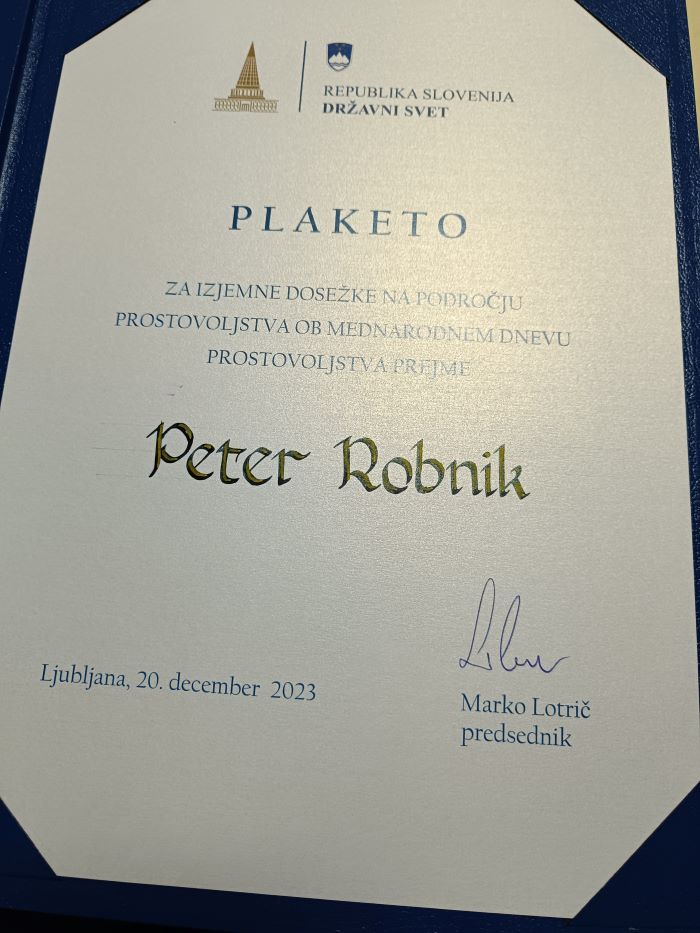 REPUBLIKA SLOVENIJA
DRŽAVNI SVET
PLAKETO
ZA IZJEMNE DOSEŽKE NA PODROČJU
PROSTOVOLJSTVA OB MEDNARODNEM DNEVU
PROSTOVOLJSTVA PREJME
Peter Robnik
Ljubljana, 20. december 2023
Marko Lotrič
predsednik